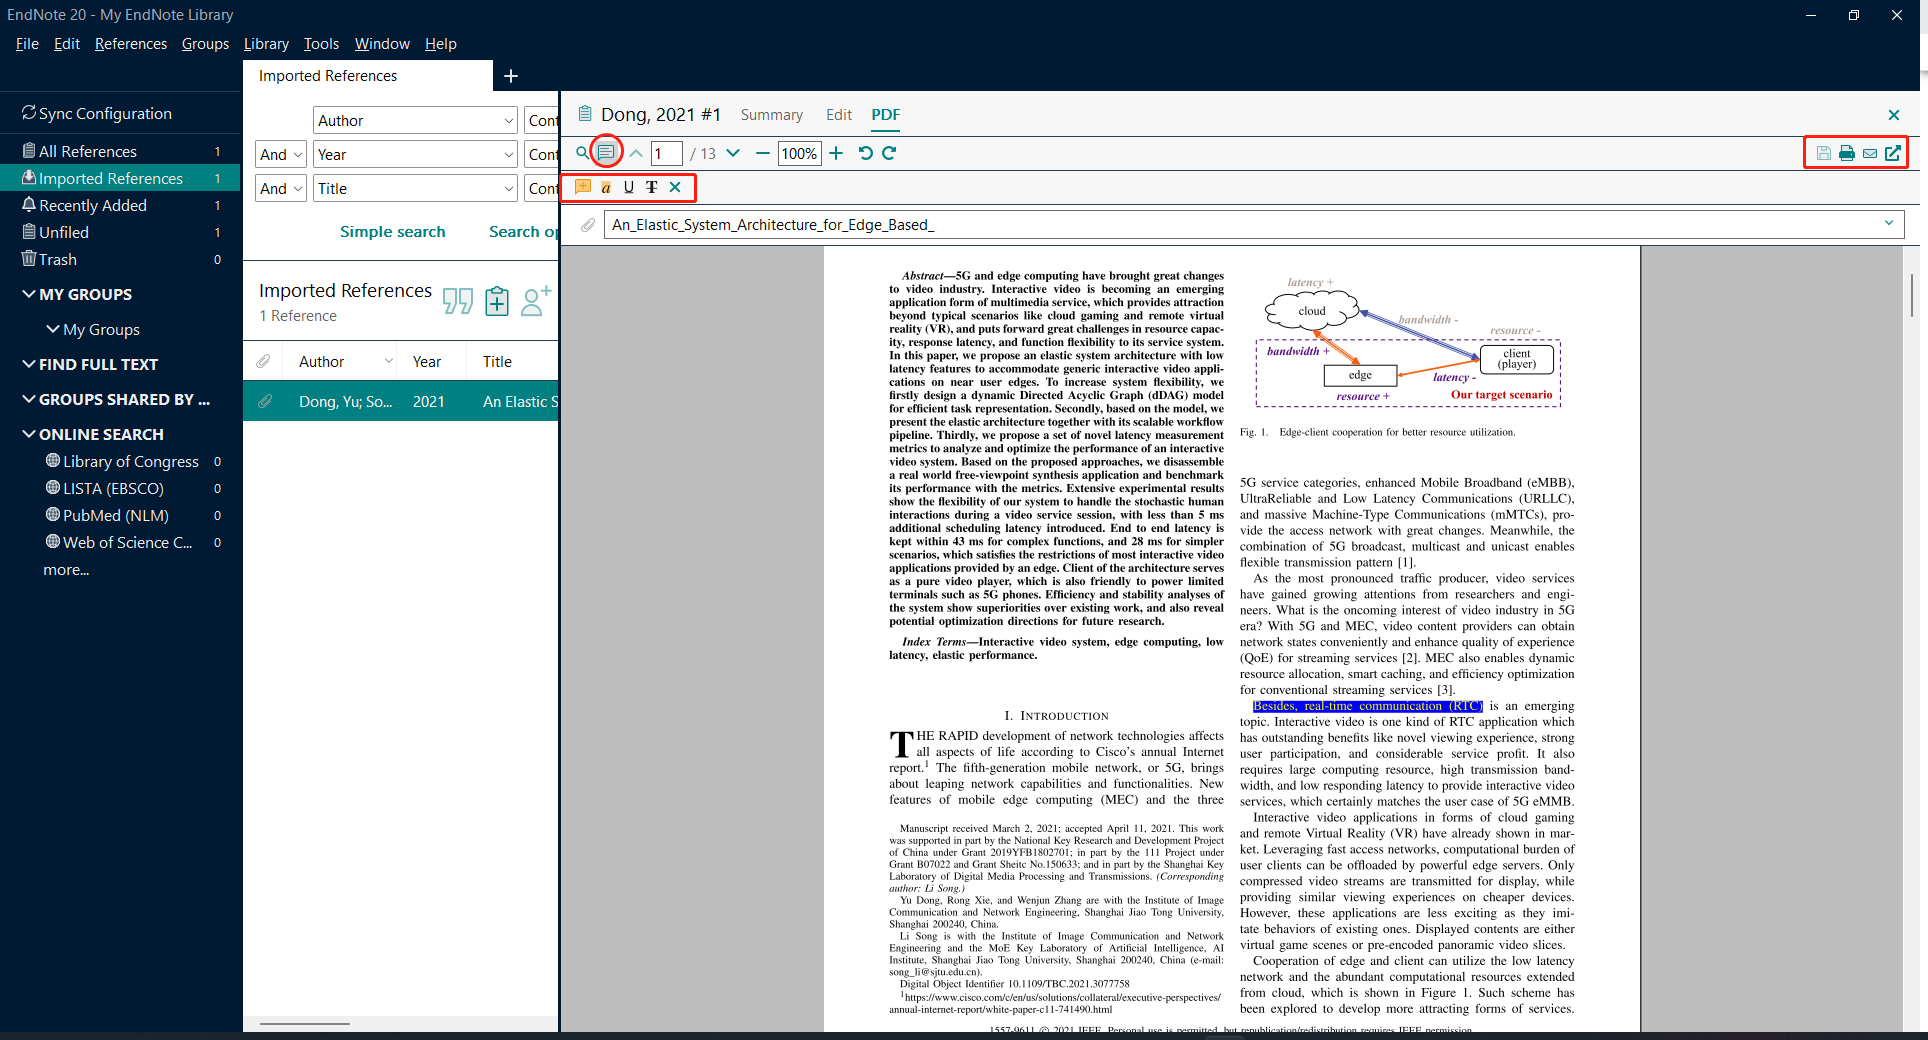 EndNote 20 - My EndNote Library
File Edit References Groups Library Tools Window Help
Sync Configuration
All References 1
Imported References 1
Recently Added 1
Unfiled 1
Trash 0
MY GROUPS
My Groups
FIND FULL TEXT
GROUPS SHARED BY ...
ONLINE SEARCH
Library of Congress 0
LISTA (EBSCO) 0
PubMed (NLM) 0
Web of Science C... 0
more...
Imported References
Author Cont
And Year Cont
And Title Cont
Simple search Search op
Imported References
1 Reference
Author Year Title
Dong, Yu; So... 2021 An Elastic S
Dong, 2021 #1 Summary Edit PDF
1 / 13 100%
a U T
An_Elastic_System_Architecture_for_Edge_Based_
Abstract—5G and edge computing have brought great changes
to video industry. Interactive video is becoming an emerging
application form of multimedia service, which provides attraction
beyond typical scenarios like cloud gaming and remote virtual
reality (VR), and puts forward great challenges in resource capac-
ity, response latency, and function flexibility to its service system.
In this paper, we propose an elastic system architecture with low
latency features to accommodate generic interactive video appli-
cations on near user edges. To increase system flexibility, we
firstly design a dynamic Directed Acyclic Graph (dDAG) model
for efficient task representation. Secondly, based on the model, we
present the elastic architecture together with its scalable workflow
pipeline. Thirdly, we propose a set of novel latency measurement
metrics to analyze and optimize the performance of an interactive
video system. Based on the proposed approaches, we disassemble
a real world free-viewpoint synthesis application and benchmark
its performance with the metrics. Extensive experimental results
show the flexibility of our system to handle the stochastic human
interactions during a video service session, with less than 5 ms
additional scheduling latency introduced. End to end latency is
kept within 43 ms for complex functions, and 28 ms for simpler
scenarios, which satisfies the restrictions of most interactive video
applications provided by an edge. Client of the architecture serves
as a pure video player, which is also friendly to power limited
terminals such as 5G phones. Efficiency and stability analyses of
the system show superiorities over existing work, and also reveal
potential optimization directions for future research.
Index Terms—Interactive video system, edge computing, low
latency, elastic performance.
I. INTRODUCTION
THE RAPID development of network technologies affects
all aspects of life according to Cisco's annual Internet
report.1 The fifth-generation mobile network, or 5G, brings
about leaping network capabilities and functionalities. New
features of mobile edge computing (MEC) and the three
Manuscript received March 2, 2021; accepted April 11, 2021. This work
was supported in part by the National Key Research and Development Project
of China under Grant 2019YFB1802701; in part by the 111 Project under
Grant B07022 and Grant Sheitc No.150633; and in part by the Shanghai Key
Laboratory of Digital Media Processing and Transmissions. (Corresponding
author: Li Song.)
Yu Dong, Rong Xie, and Wenjun Zhang are with the Institute of Image
Communication and Network Engineering, Shanghai Jiao Tong University,
Shanghai 200240, China.
Li Song is with the Institute of Image Communication and Network
Engineering and the MoE Key Laboratory of Artificial Intelligence, AI
Institute, Shanghai Jiao Tong University, Shanghai 200240, China (e-mail:
song_li@sjtu.edu.cn).
Digital Object Identifier 10.1109/TBC.2021.3077758
1https://www.cisco.com/c/en/us/solutions/collateral/executive-perspectives/
annual-internet-report/white-paper-c11-741490.html
latency +
cloud
bandwidth -
resource -
bandwidth +
client
(player)
edge
latency -
resource +
Our target scenario
Fig. 1. Edge-client cooperation for better resource utilization.
5G service categories, enhanced Mobile Broadband (eMBB),
UltraReliable and Low Latency Communications (URLLC),
and massive Machine-Type Communications (mMTCs), pro-
vide the access network with great changes. Meanwhile, the
combination of 5G broadcast, multicast and unicast enables
flexible transmission pattern [1].
As the most pronounced traffic producer, video services
have gained growing attentions from researchers and engi-
neers. What is the oncoming interest of video industry in 5G
era? With 5G and MEC, video content providers can obtain
network states conveniently and enhance quality of experience
(QoE) for streaming services [2]. MEC also enables dynamic
resource allocation, smart caching, and efficiency optimization
for conventional streaming services [3].
Besides, real-time communication (RTC) is an emerging
topic. Interactive video is one kind of RTC application which
has outstanding benefits like novel viewing experience, strong
user participation, and considerable service profit. It also
requires large computing resource, high transmission band-
width, and low responding latency to provide interactive video
services, which certainly matches the user case of 5G eMMB.
Interactive video applications in forms of cloud gaming
and remote Virtual Reality (VR) have already shown in mar-
ket. Leveraging fast access networks, computational burden of
user clients can be offloaded by powerful edge servers. Only
compressed video streams are transmitted for display, while
providing similar viewing experiences on cheaper devices.
However, these applications are less exciting as they imi-
tate behaviors of existing ones. Displayed contents are either
virtual game scenes or pre-encoded panoramic video slices.
Cooperation of edge and client can utilize the low latency
network and the abundant computational resources extended
from cloud, which is shown in Figure 1. Such scheme has
been explored to develop more attracting forms of services.
1557-9611 © 2021 IEEE. Personal use is permitted, but republication/redistribution requires IEEE permission.